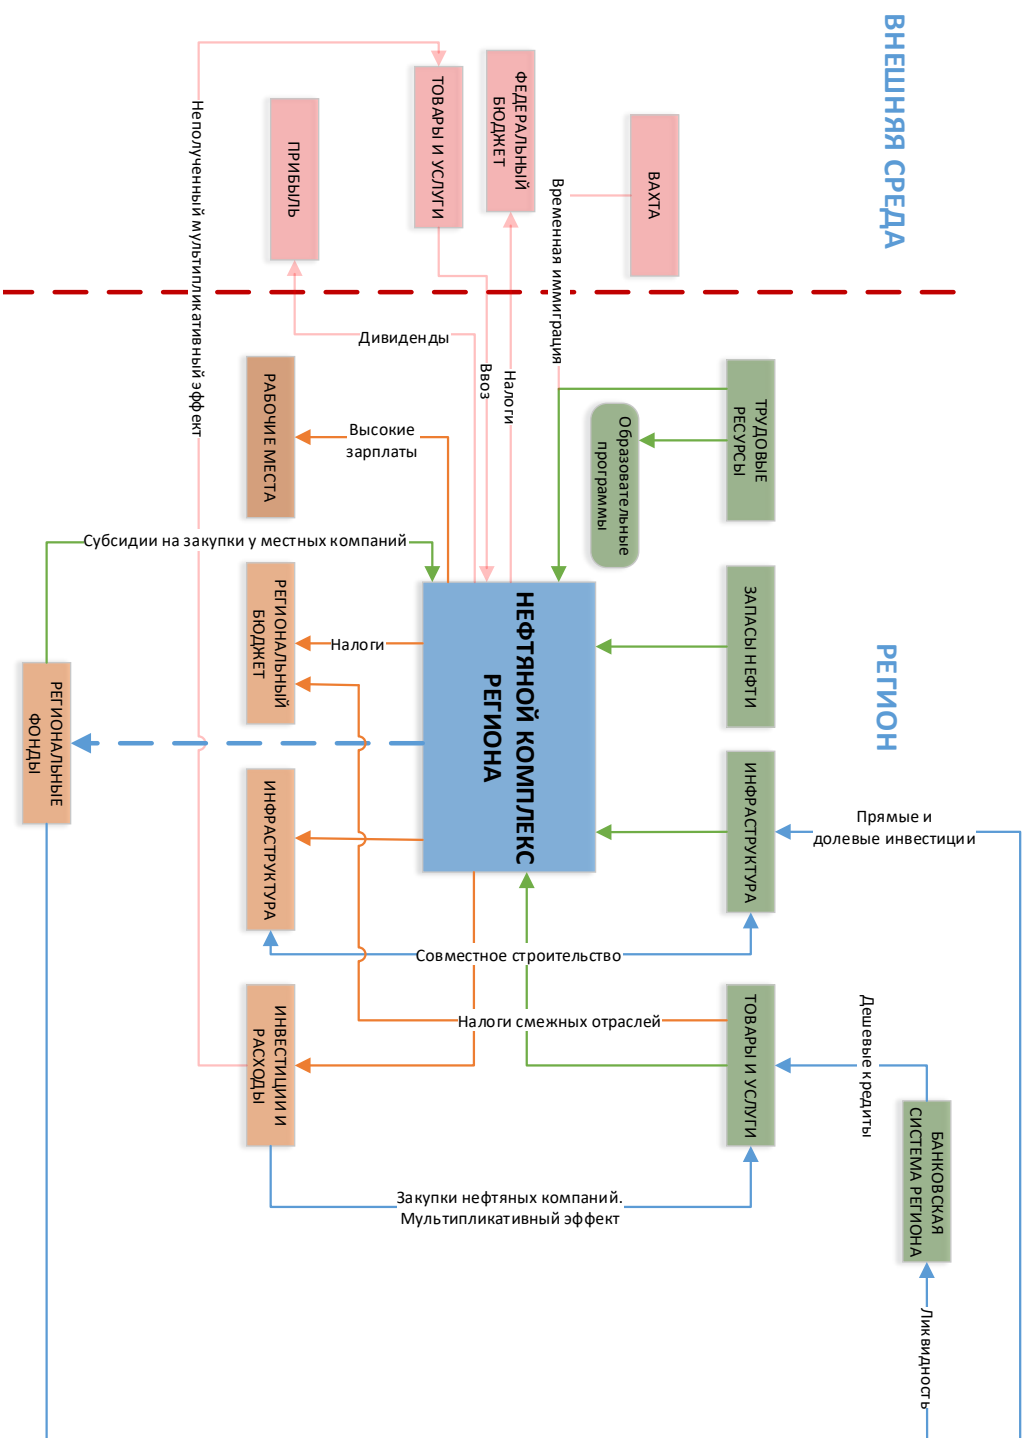 ВНЕШНЯЯ СРЕДА
РЕГИОН
ВАХТА
ФЕДЕРАЛЬНЫЙ
БЮДЖЕТ
ТОВАРЫ И УСЛУГИ
ПРИБЫЛЬ
Временная иммиграция
Налоги
Ввоз
Дивиденды
Неполученный мультипликативный эффект
ТРУДОВЫЕ
РЕСУРСЫ
Образовательные
программы
ЗАПАСЫ НЕФТИ
ИНФРАСТРУКТУРА
ТОВАРЫ И УСЛУГИ
БАНКОВСКАЯ
СИСТЕМА РЕГИОНА
Прямые и
долевые инвестиции
Дешевые кредиты
Ликвидность
НЕФТЯНОЙ КОМПЛЕКС
РЕГИОНА
Высокие
зарплаты
РАБОЧИЕ МЕСТА
Субсидии на закупки у местных компаний
Налоги
РЕГИОНАЛЬНЫЙ
БЮДЖЕТ
ИНФРАСТРУКТУРА
Совместное строительство
Налоги смежных отраслей
ИНВЕСТИЦИИ И
РАСХОДЫ
Закупки нефтяных компаний.
Мультипликативный эффект
РЕГИОНАЛЬНЫЕ
ФОНДЫ